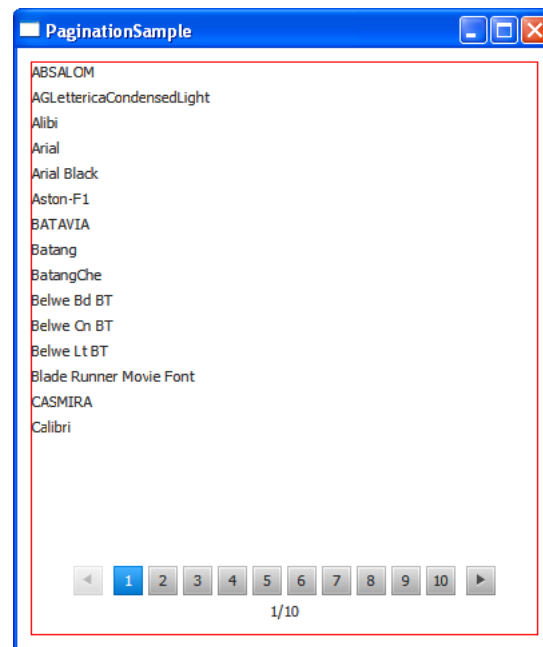 PaginationSample
ABSALOM
AGLettericaCondensedLight
Alibi
Arial
Arial Black
Aston-F1
BATAVIA
Batang
BatangChe
Belwe Bd BT
Belwe Cn BT
Belwe Lt BT
Blade Runner Movie Font
CASMIRA
Calibri
1 2 3 4 5 6 7 8 9 10
1/10